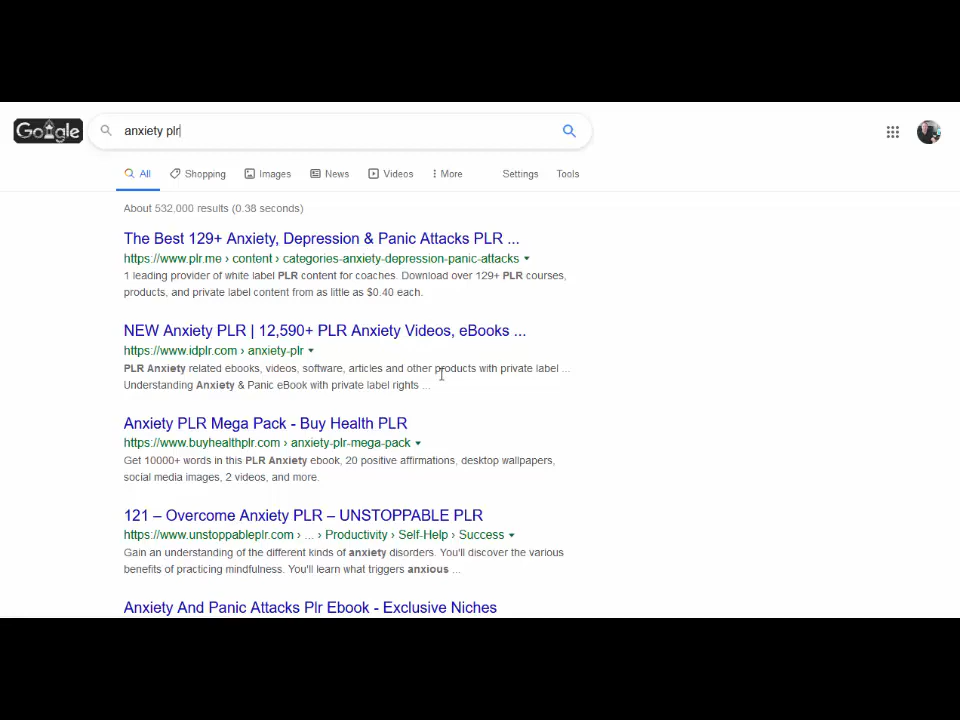 Google
anxiety plr
All Shopping Images News Videos More Settings Tools
About 532,000 results (0.38 seconds)
The Best 129+ Anxiety, Depression & Panic Attacks PLR ...
https://www.plr.me › content › categories-anxiety-depression-panic-attacks
1 leading provider of white label PLR content for coaches. Download over 129+ PLR courses,
products, and private label content from as little as $0.40 each.
NEW Anxiety PLR | 12,590+ PLR Anxiety Videos, eBooks ...
https://www.idplr.com › anxiety-plr
PLR Anxiety related ebooks, videos, software, articles and other products with private label ...
Understanding Anxiety & Panic eBook with private label rights ...
Anxiety PLR Mega Pack - Buy Health PLR
https://www.buyhealthplr.com › anxiety-plr-mega-pack
Get 10000+ words in this PLR Anxiety ebook, 20 positive affirmations, desktop wallpapers,
social media images, 2 videos, and more.
121 – Overcome Anxiety PLR – UNSTOPPABLE PLR
https://www.unstoppableplr.com › ... › Productivity › Self-Help › Success
Gain an understanding of the different kinds of anxiety disorders. You'll discover the various
benefits of practicing mindfulness. You'll learn what triggers anxious ...
Anxiety And Panic Attacks Plr Ebook - Exclusive Niches